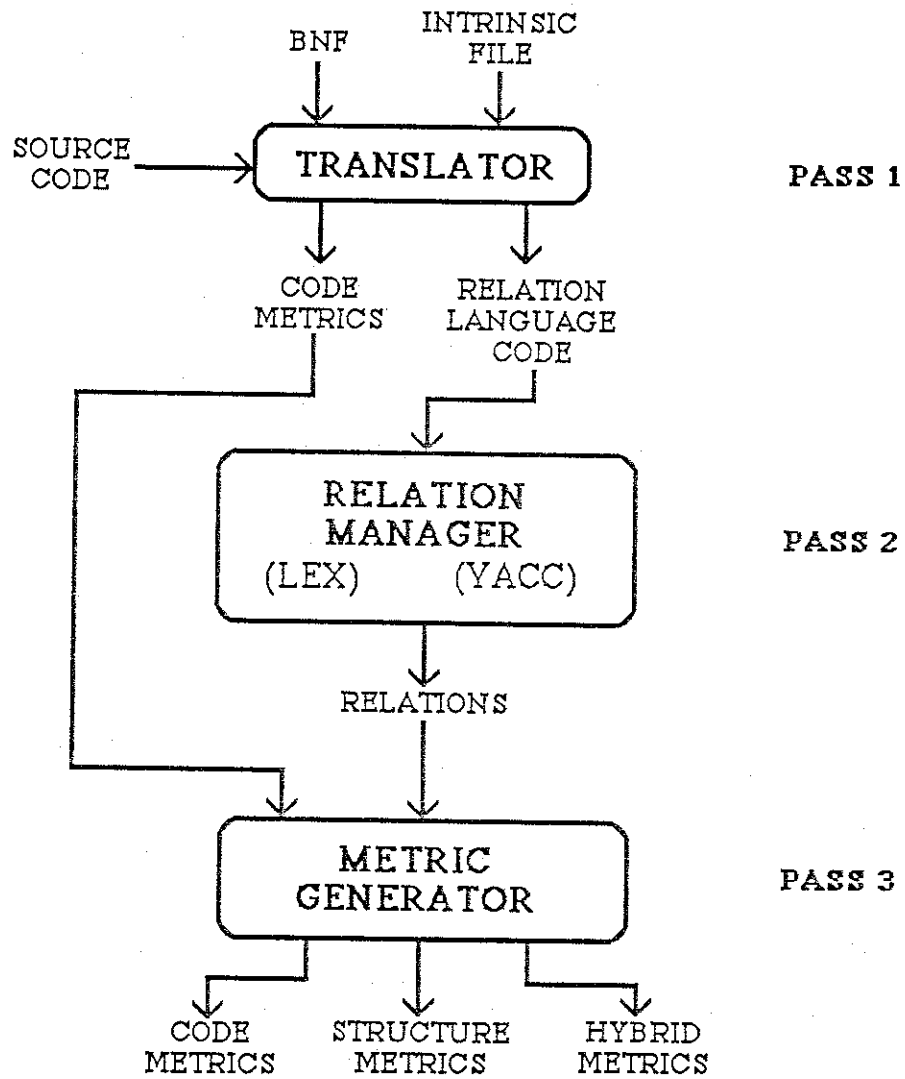 BNF
INTRINSIC
FILE
SOURCE
CODE
TRANSLATOR
PASS 1
CODE
METRICS
RELATION
LANGUAGE
CODE
RELATION
MANAGER
(LEX) (YACC)
PASS 2
RELATIONS
METRIC
GENERATOR
PASS 3
CODE
METRICS
STRUCTURE
METRICS
HYBRID
METRICS